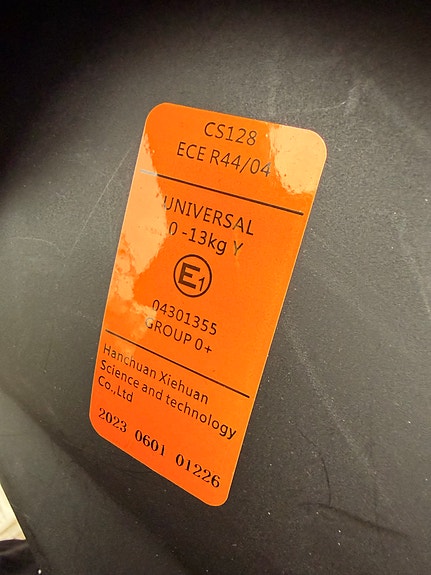 CS128
ECE R44/04
UNIVERSAL
0 -13kg Y
E1
04301355
GROUP 0+
Hanchuan Xiehuan
Science and technology
Co.,Ltd
2023 0601 01226